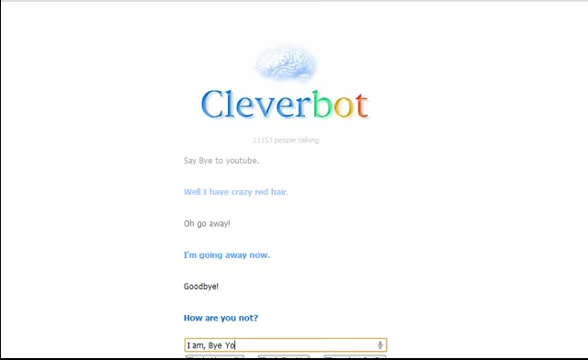 Cleverbot
11151 people talking
Say Bye to youtube.
Well I have crazy red hair.
Oh go away!
I'm going away now.
Goodbye!
How are you not?
I am, Bye Yo